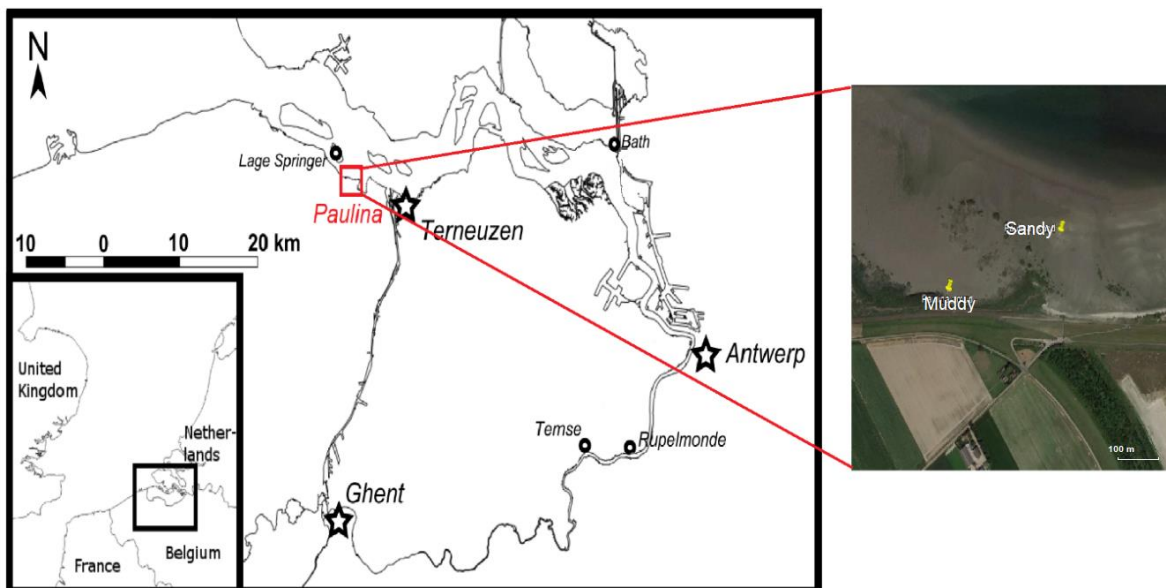 N
Lage Springer
Bath
Paulina
Terneuzen
10 0 10 20 km
Antwerp
Temse
Rupelmonde
Ghent
United
Kingdom
Nether-
lands
France
Belgium
Sandy
Muddy
100 m